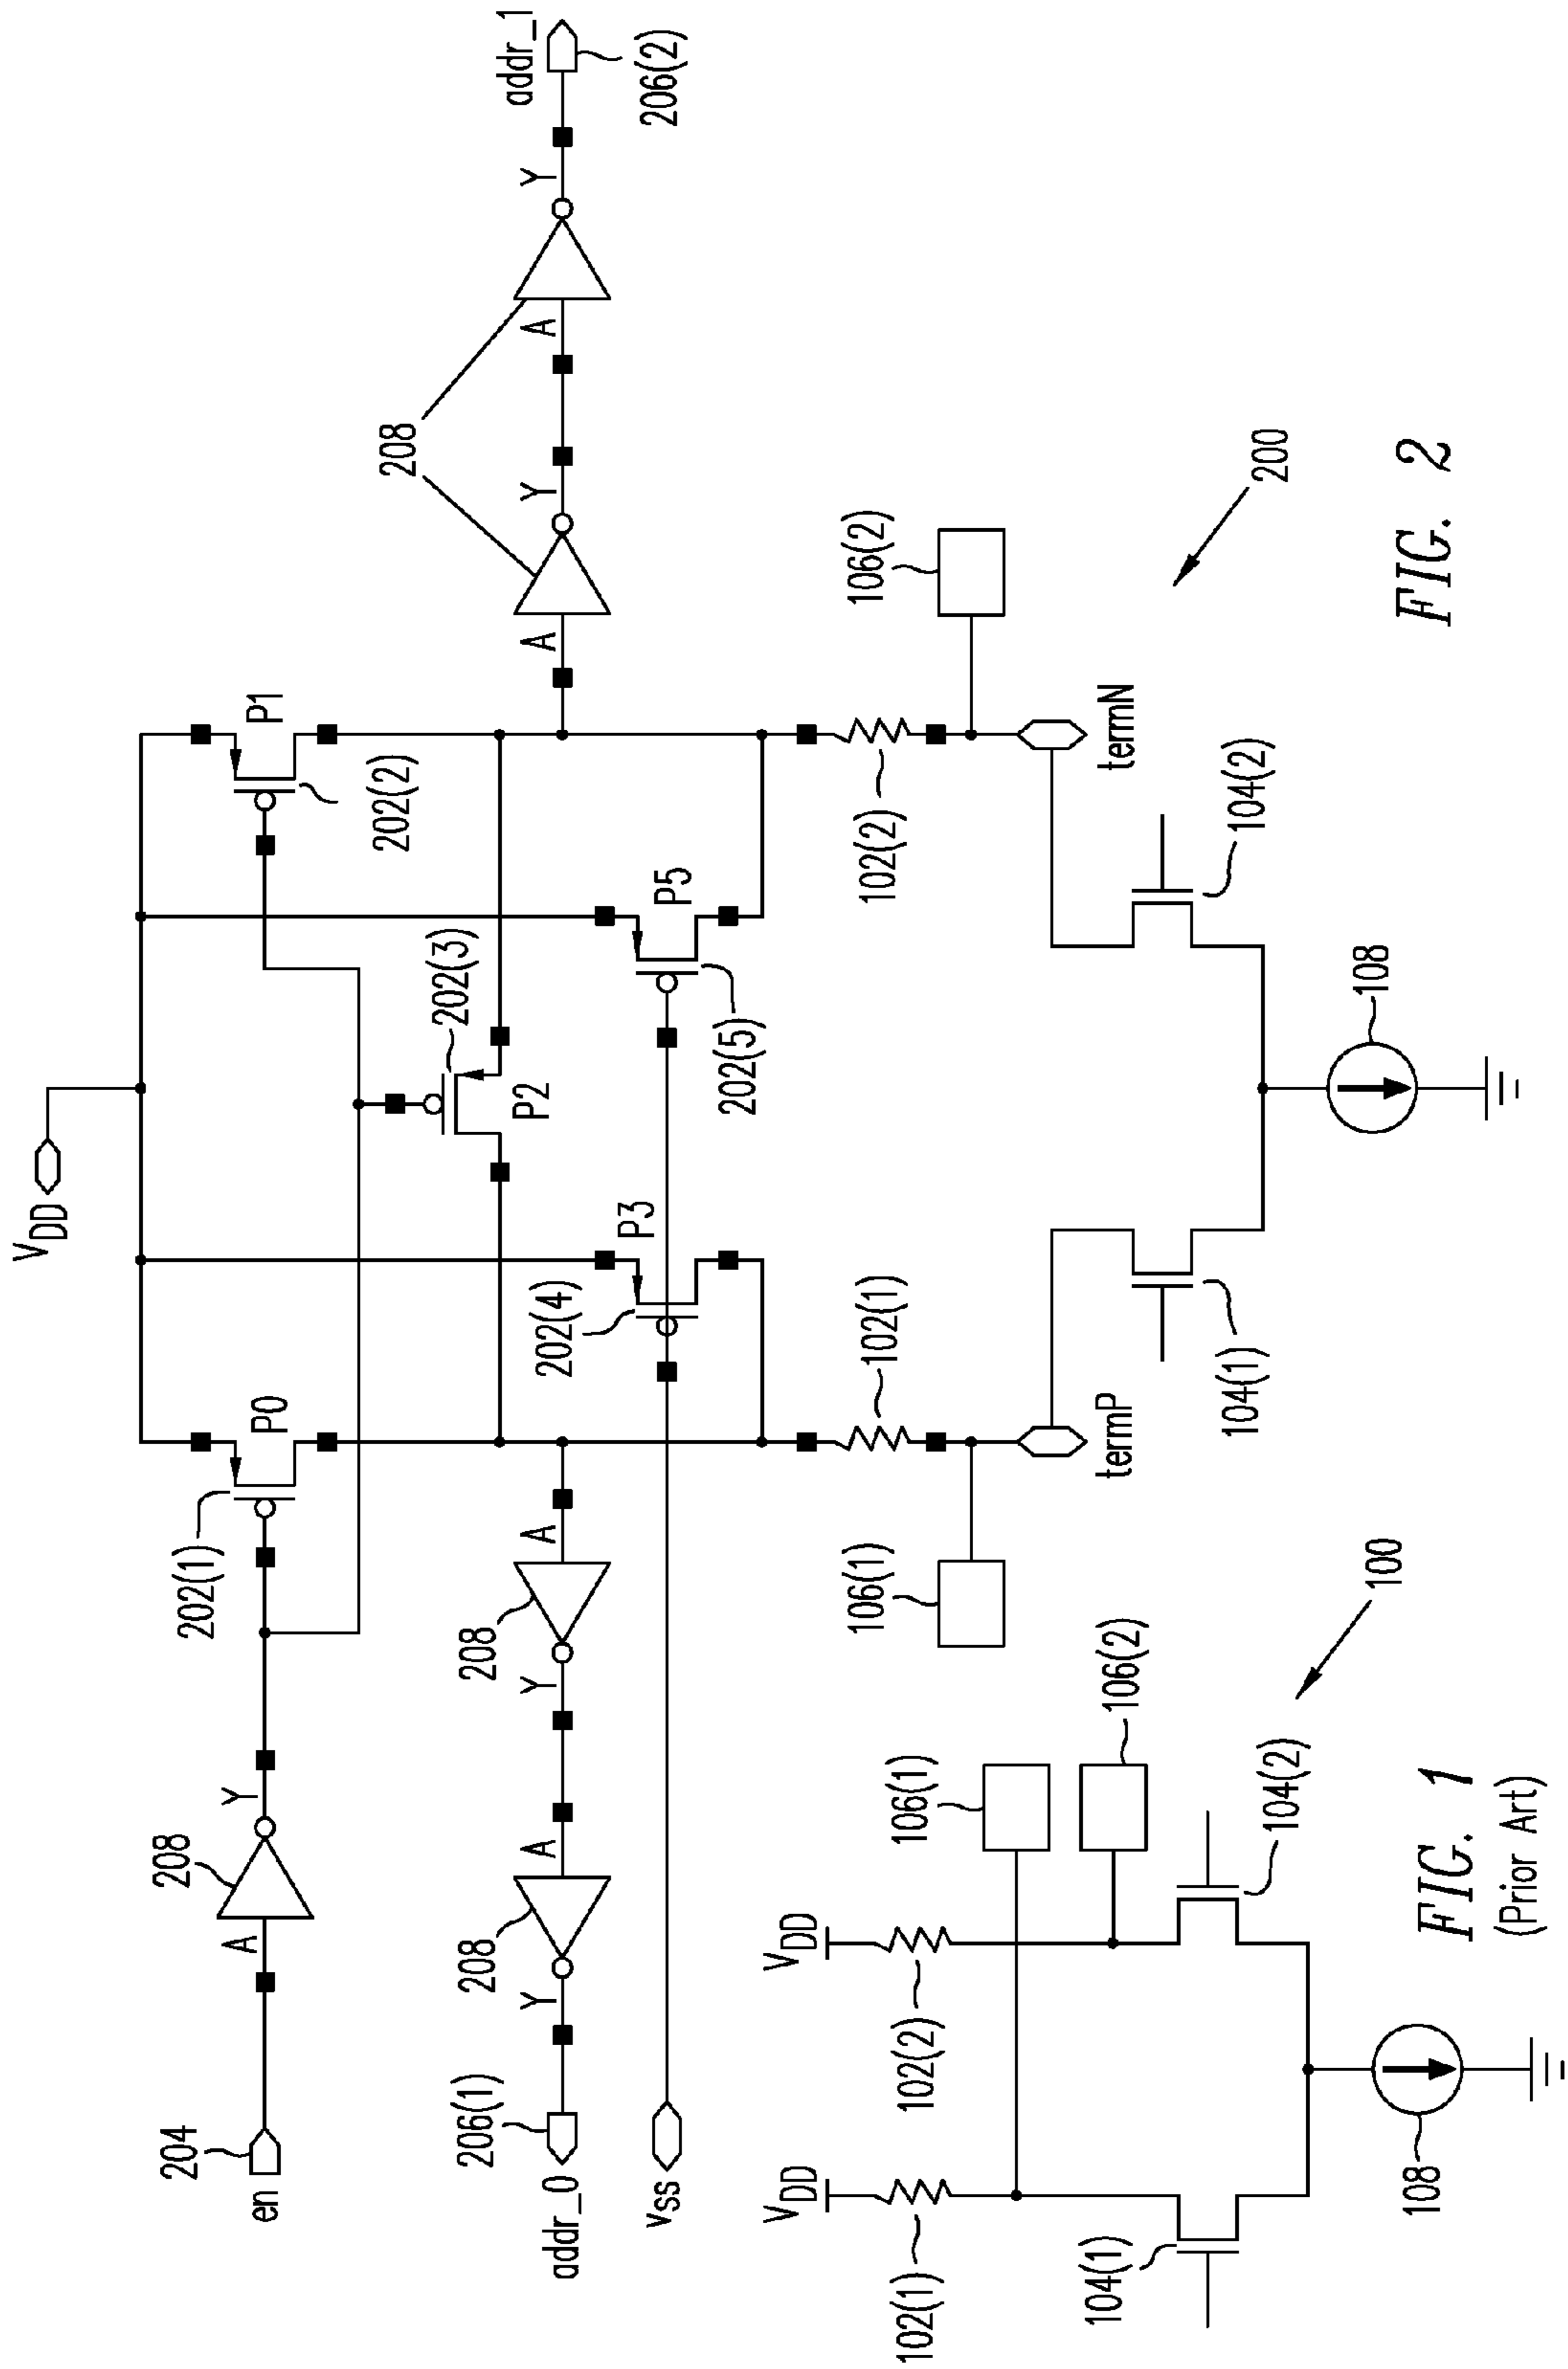 V_DD
204
208
202(1)
P0
P1
202(2)
en
A
Y
208
202(3)
P2
206(1)
208
208
202(4)
P3
P5
addr_1
addr_0
Y
A
Y
A
A
Y
A
Y
206(2)
Vss
202(5)
106(1)
102(1)
102(2)
106(2)
termP
termN
104(1)
104(2)
108
200
FIG. 2
V_DD
V_DD
102(1)
102(2)
106(1)
106(2)
104(1)
104(2)
108
100
FIG. 1
(Prior Art)